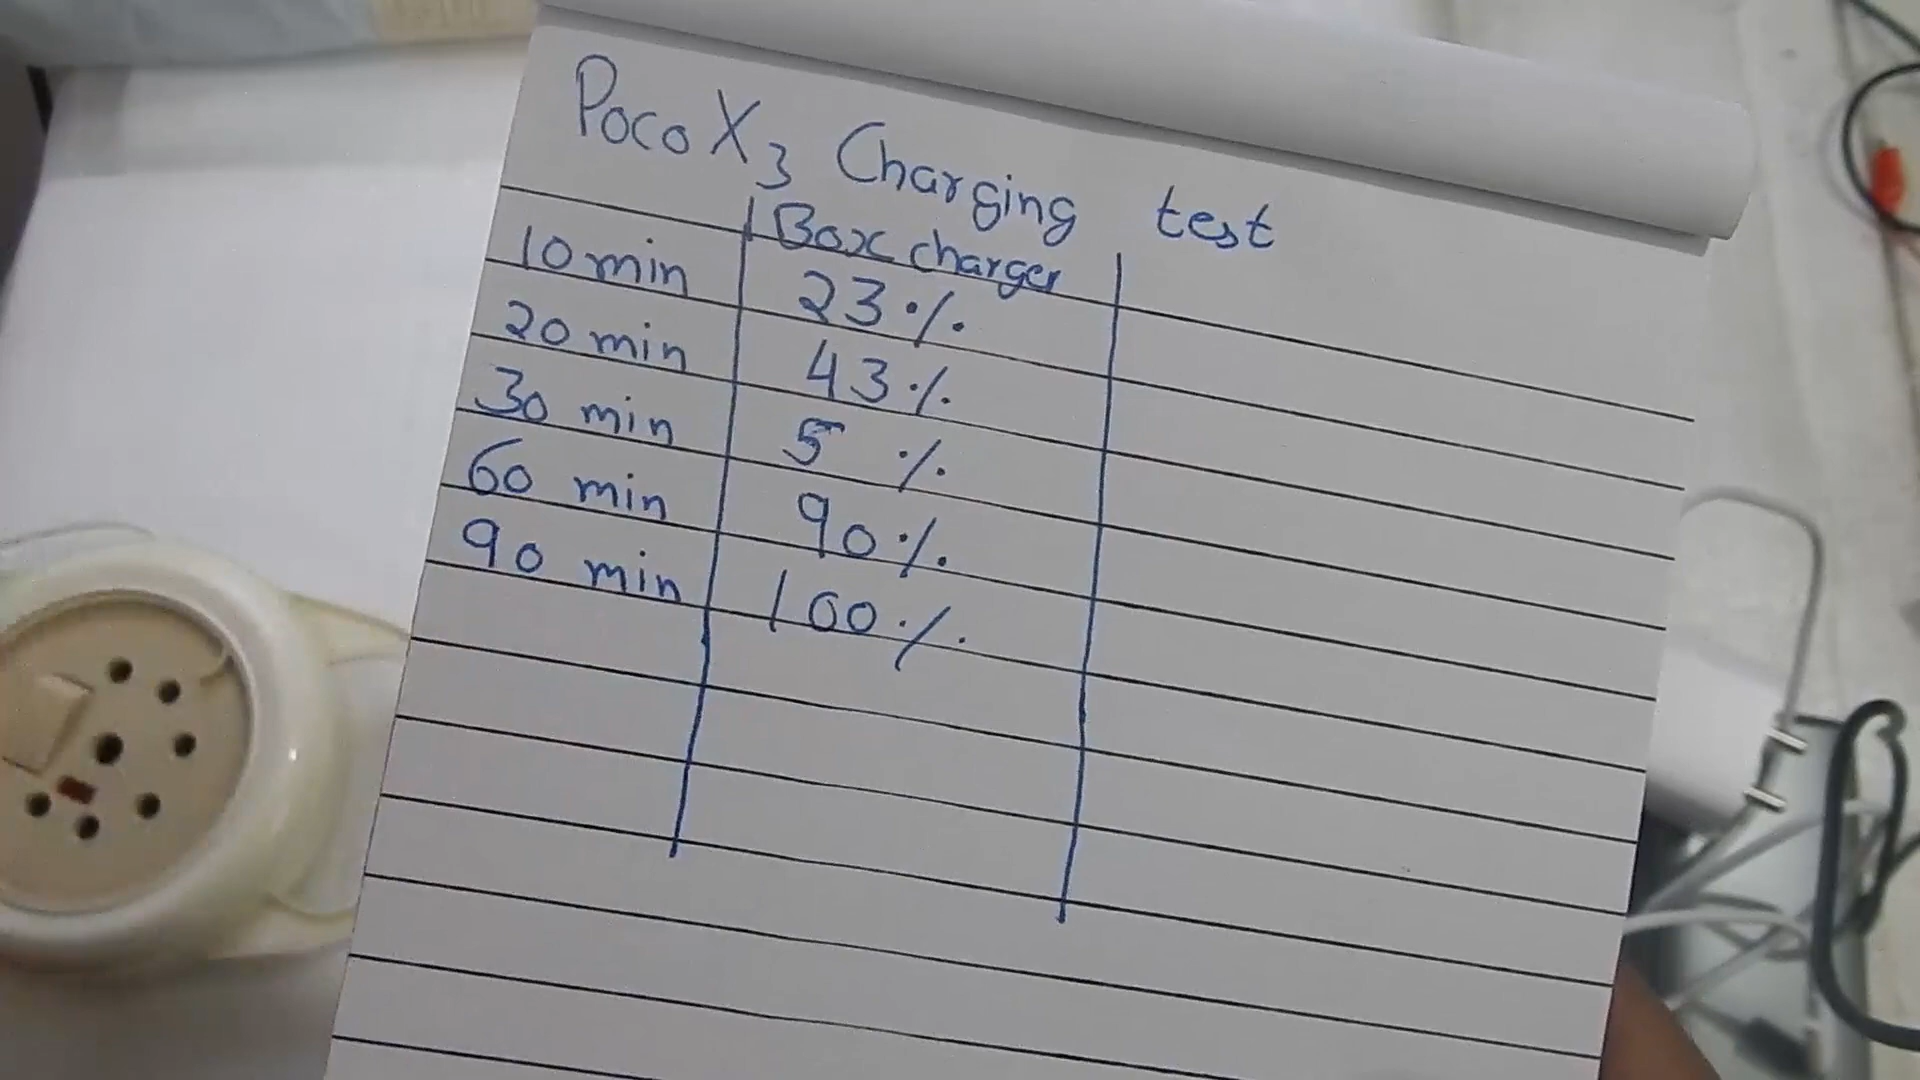 Poco X3 Charging test
Box charger
10 min 23%
20 min 43%
30 min 5 %
60 min 90%
90 min 100%